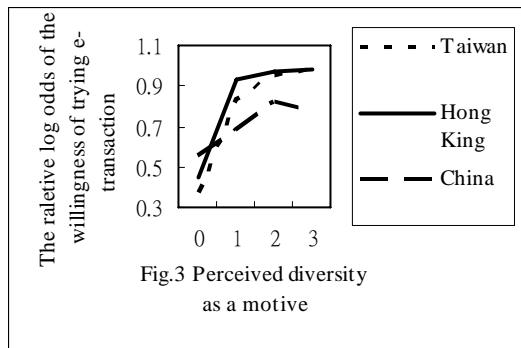 The raletive log odds of the
willingness of trying e-
transaction
1.1
0.9
0.7
0.5
0.3
0 1 2 3
Fig.3 Perceived diversity
as a motive
Taiwan
Hong
King
China